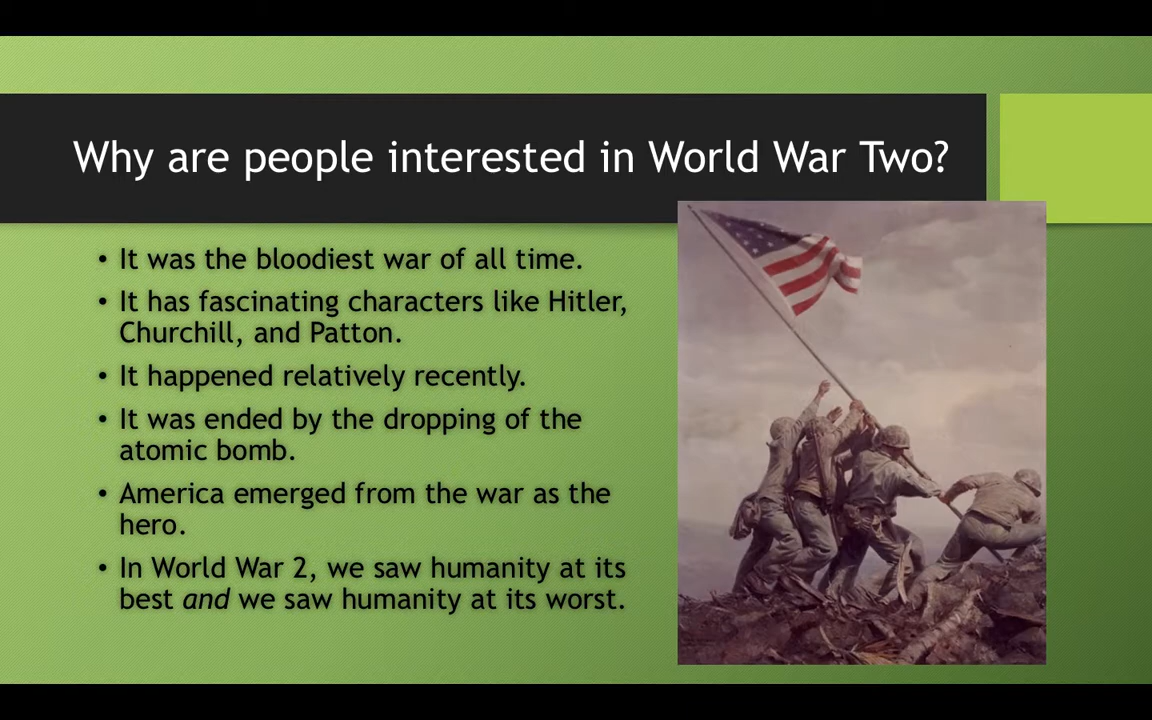 Why are people interested in World War Two?
• It was the bloodiest war of all time.
• It has fascinating characters like Hitler,
Churchill, and Patton.
• It happened relatively recently.
• It was ended by the dropping of the
atomic bomb.
• America emerged from the war as the
hero.
• In World War 2, we saw humanity at its
best and we saw humanity at its worst.